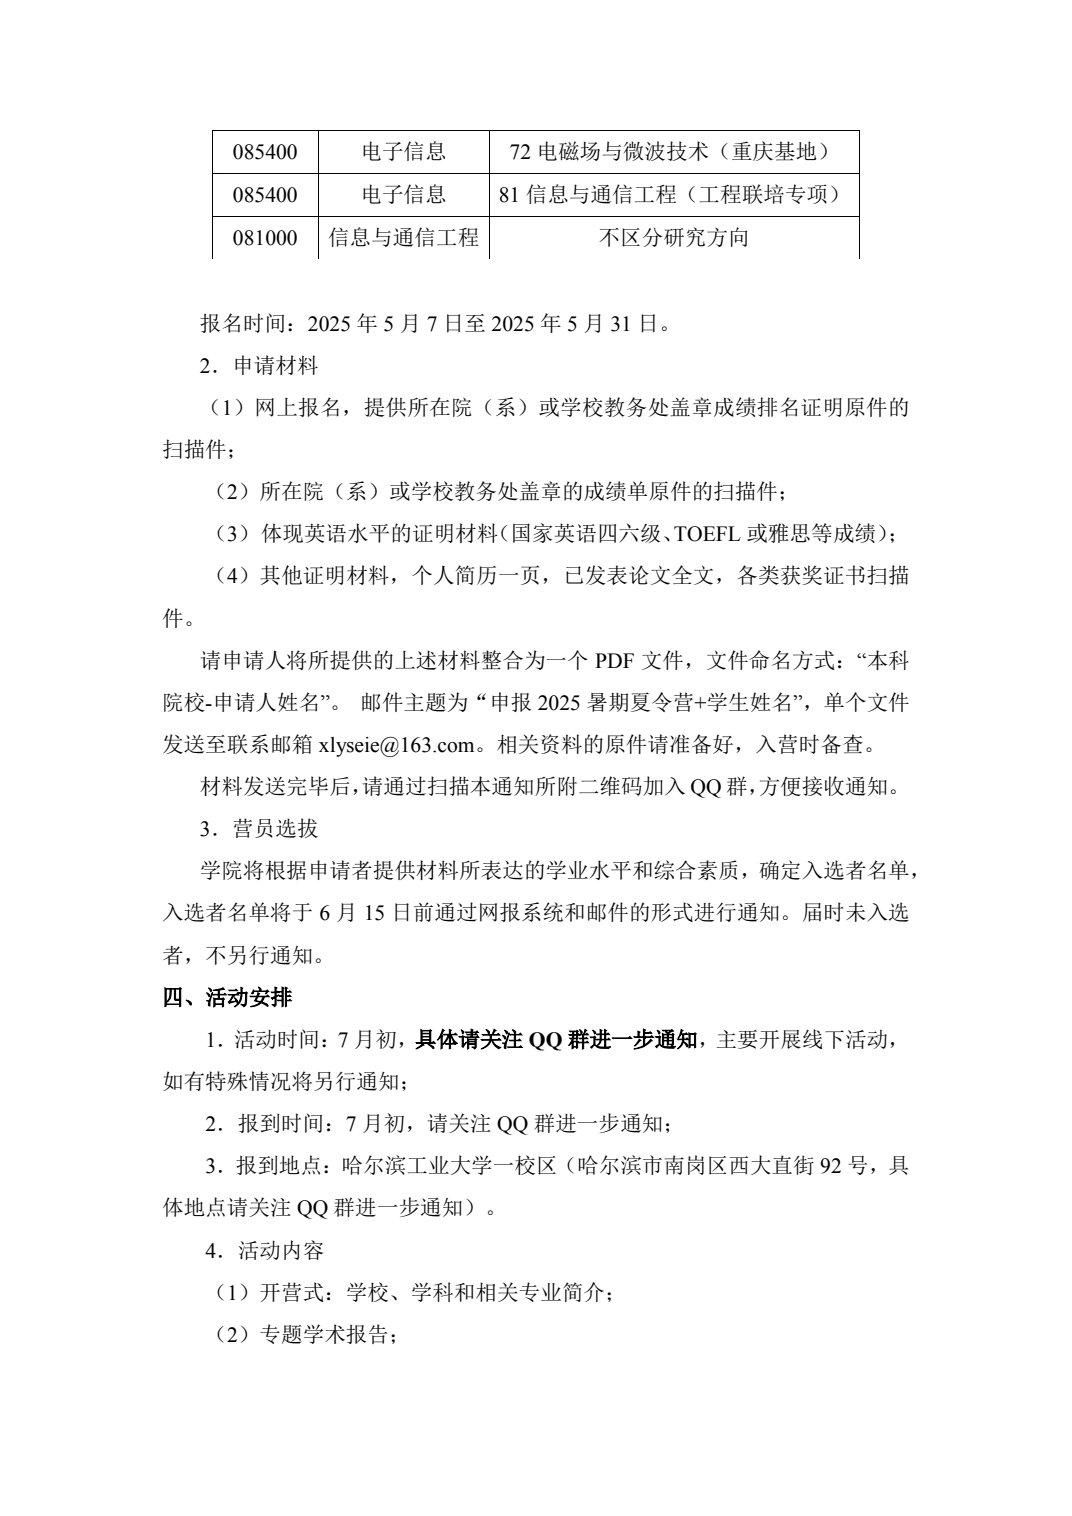 085400 电子信息 72 电磁场与微波技术（重庆基地）
085400 电子信息 81 信息与通信工程（工程联培专项）
081000 信息与通信工程 不区分研究方向
报名时间：2025 年 5 月 7 日至 2025 年 5 月 31 日。
2．申请材料
（1）网上报名，提供所在院（系）或学校教务处盖章成绩排名证明原件的
扫描件；
（2）所在院（系）或学校教务处盖章的成绩单原件的扫描件；
（3）体现英语水平的证明材料（国家英语四六级、TOEFL 或雅思等成绩）；
（4）其他证明材料，个人简历一页，已发表论文全文，各类获奖证书扫描
件。
请申请人将所提供的上述材料整合为一个 PDF 文件，文件命名方式：“本科
院校-申请人姓名”。 邮件主题为“申报 2025 暑期夏令营+学生姓名”，单个文件
发送至联系邮箱 xlyseie@163.com。相关资料的原件请准备好，入营时备查。
材料发送完毕后，请通过扫描本通知所附二维码加入 QQ 群，方便接收通知。
3．营员选拔
学院将根据申请者提供材料所表达的学业水平和综合素质，确定入选者名单，
入选者名单将于 6 月 15 日前通过网报系统和邮件的形式进行通知。届时未入选
者，不另行通知。
四、活动安排
1. 活动时间：7 月初，具体请关注 QQ 群进一步通知，主要开展线下活动，
如有特殊情况将另行通知；
2．报到时间：7 月初，请关注 QQ 群进一步通知；
3．报到地点：哈尔滨工业大学一校区（哈尔滨市南岗区西大直街 92 号，具
体地点请关注 QQ 群进一步通知）。
4．活动内容
（1）开营式：学校、学科和相关专业简介；
（2）专题学术报告；